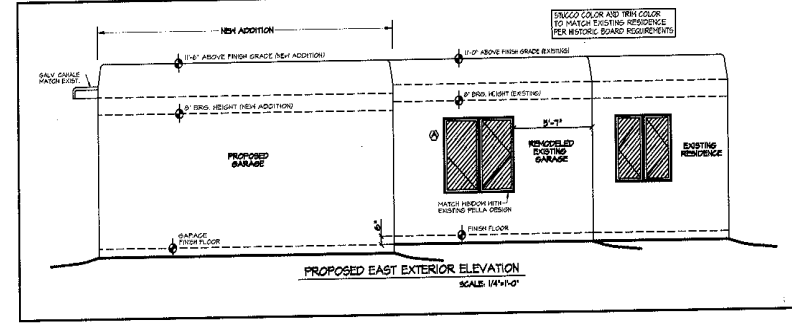 STUCCO COLOR AND TRIM COLOR
TO MATCH EXISTING RESIDENCE
PER HISTORIC BOARD REQUIREMENTS
NEW ADDITION
11'-6" ABOVE FINISH GRADE (NEW ADDITION)
11'-0" ABOVE FINISH GRADE (EXISTING)
GALV CANALE
MATCH EXIST.
8' BRG. HEIGHT (NEW ADDITION)
8' BRG. HEIGHT (EXISTING)
5'-7"
A
PROPOSED
GARAGE
REMODELED
EXISTING
GARAGE
EXISTING
RESIDENCE
MATCH WINDOW WITH
EXISTING PELLA DESIGN
6"
GARAGE
FINISH FLOOR
FINISH FLOOR
PROPOSED EAST EXTERIOR ELEVATION
SCALE: 1/4"=1'-0"